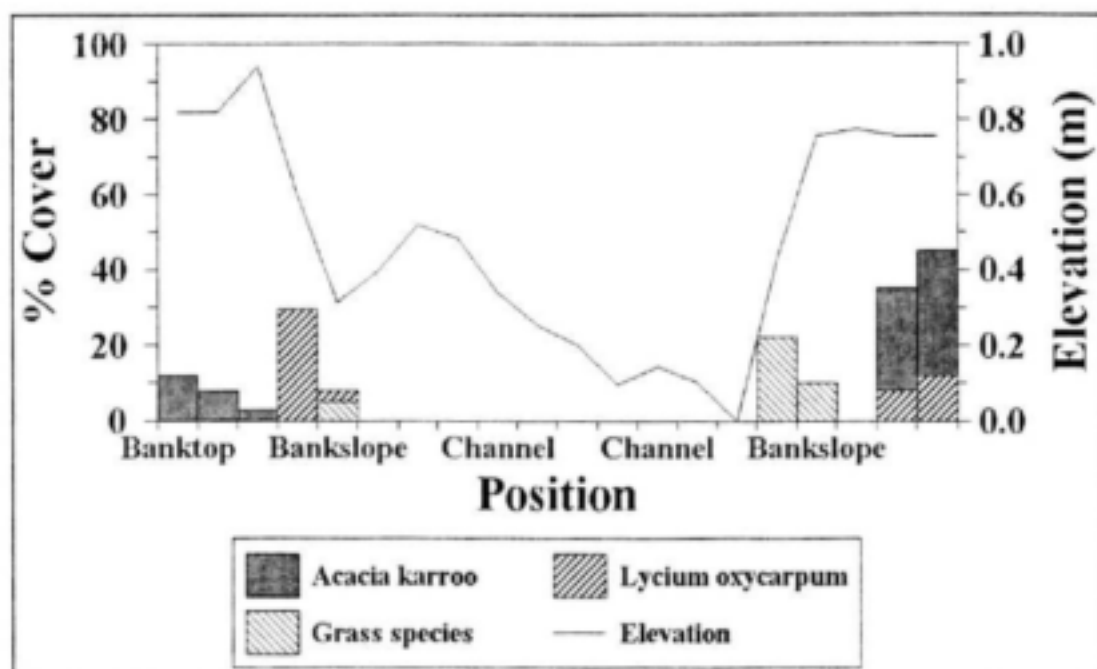 100
80
60
40
20
0
% Cover
1.0
0.8
0.6
0.4
0.2
0.0
Elevation (m)
Banktop Bankslope Channel Channel Bankslope
Position
Acacia karroo Lycium oxycarpum
Grass species Elevation